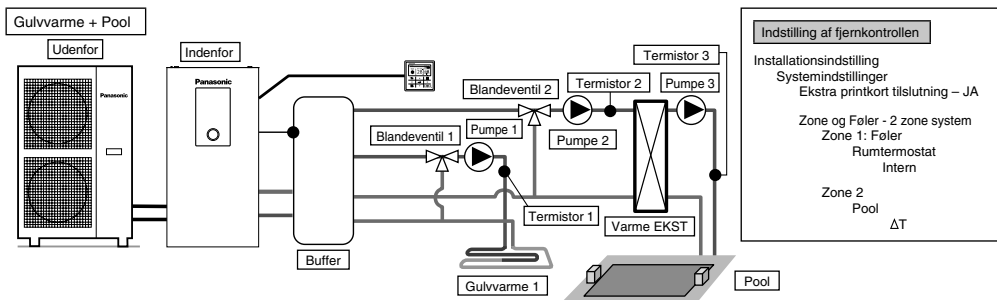 Gulvvarme + Pool
Udenfor
Panasonic
Indenfor
Panasonic
Buffer
Blandeventil 1
Pumpe 1
Termistor 1
Gulvvarme 1
Blandeventil 2
Pumpe 2
Termistor 2
Varme EKST
Termistor 3
Pumpe 3
Pool
Indstilling af fjernkontrollen
Installationsindstilling
Systemindstillinger
Ekstra printkort tilslutning – JA
Zone og Føler - 2 zone system
Zone 1: Føler
Rumtermostat
Intern
Zone 2
Pool
ΔT